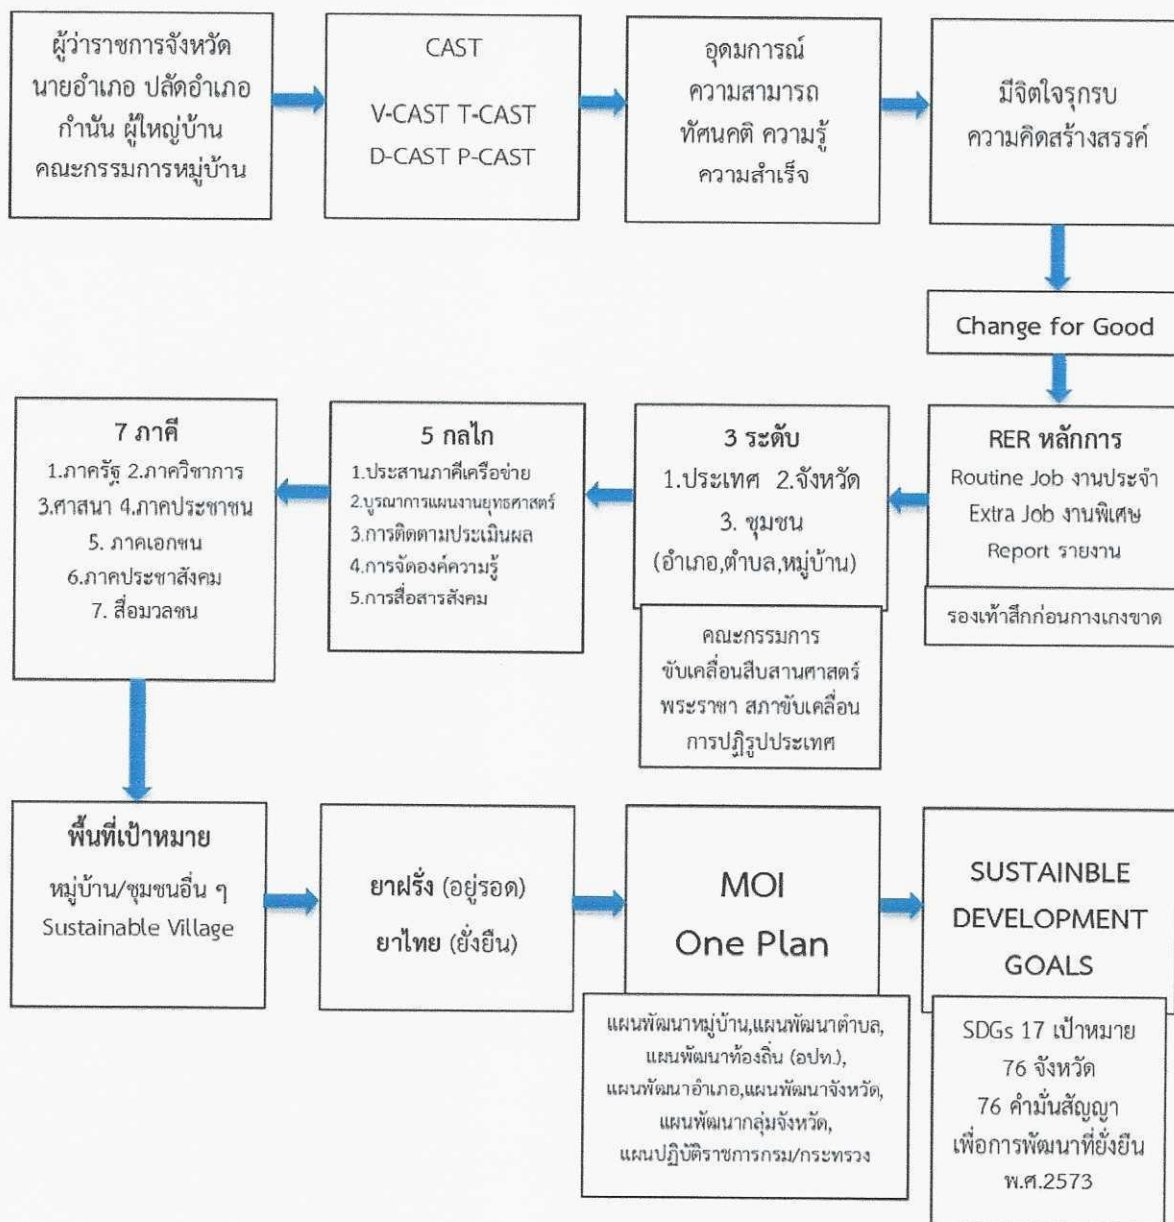 ผู้ว่าราชการจังหวัด
นายอำเภอ ปลัดอำเภอ
กำนัน ผู้ใหญ่บ้าน
คณะกรรมการหมู่บ้าน
CAST
V-CAST T-CAST
D-CAST P-CAST
อุดมการณ์
ความสามารถ
ทัศนคติ ความรู้
ความสำเร็จ
มีจิตใจรุกรบ
ความคิดสร้างสรรค์
Change for Good
RER หลักการ
Routine Job งานประจำ
Extra Job งานพิเศษ
Report รายงาน
รองเท้าสึกก่อนกางเกงขาด
3 ระดับ
1.ประเทศ 2.จังหวัด
3. ชุมชน
(อำเภอ,ตำบล,หมู่บ้าน)
คณะกรรมการ
ขับเคลื่อนสืบสานศาสตร์
พระราชา สภาขับเคลื่อน
การปฏิรูปประเทศ
5 กลไก
1.ประสานภาคีเครือข่าย
2.บูรณาการแผนงานยุทธศาสตร์
3.การติดตามประเมินผล
4.การจัดองค์ความรู้
5.การสื่อสารสังคม
7 ภาคี
1.ภาครัฐ 2.ภาควิชาการ
3.ศาสนา 4.ภาคประชาชน
5. ภาคเอกชน
6.ภาคประชาสังคม
7. สื่อมวลชน
พื้นที่เป้าหมาย
หมู่บ้าน/ชุมชนอื่น ๆ
Sustainable Village
ยาฝรั่ง (อยู่รอด)
ยาไทย (ยั่งยืน)
MOI
One Plan
แผนพัฒนาหมู่บ้าน,แผนพัฒนาตำบล,
แผนพัฒนาท้องถิ่น (อปท.),
แผนพัฒนาอำเภอ,แผนพัฒนาจังหวัด,
แผนพัฒนากลุ่มจังหวัด,
แผนปฏิบัติราชการกรม/กระทรวง
SUSTAINBLE
DEVELOPMENT
GOALS
SDGs 17 เป้าหมาย
76 จังหวัด
76 คำมั่นสัญญา
เพื่อการพัฒนาที่ยั่งยืน
พ.ศ.2573